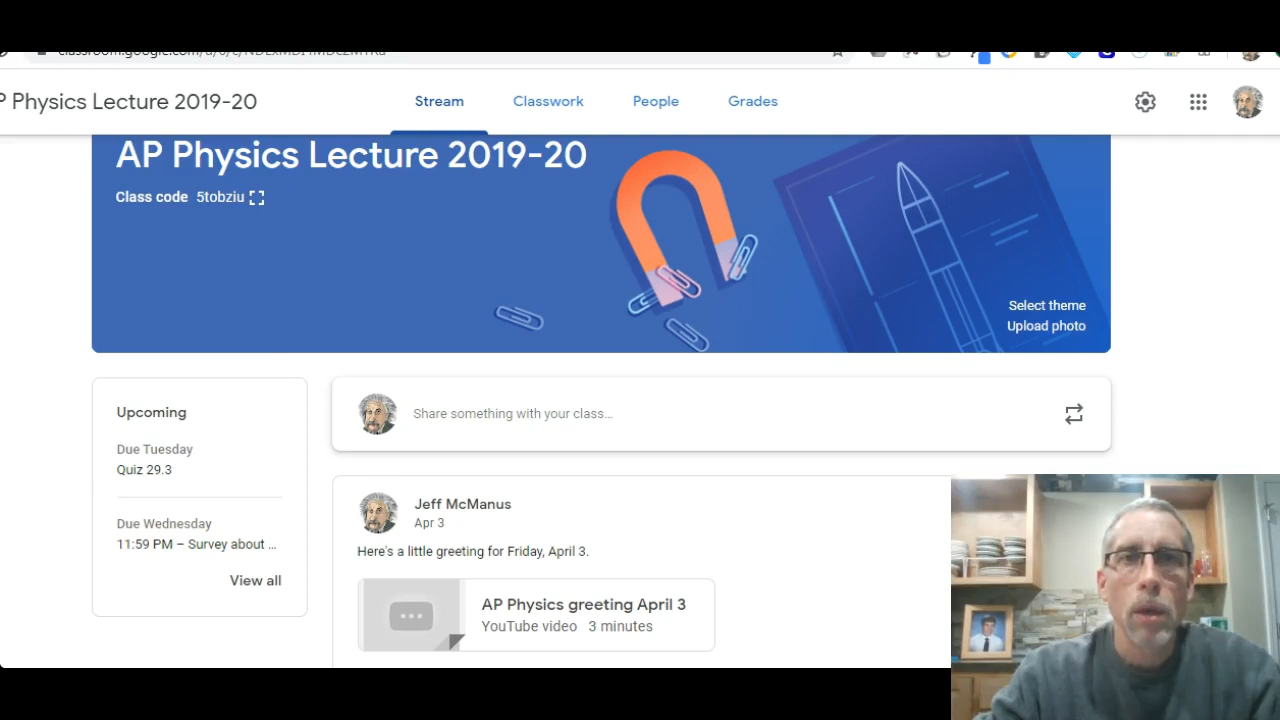 P Physics Lecture 2019-20
Stream
Classwork
People
Grades
AP Physics Lecture 2019-20
Class code 5tobziu
Select theme
Upload photo
Upcoming
Due Tuesday
Quiz 29.3
Due Wednesday
11:59 PM – Survey about ...
View all
Share something with your class...
Jeff McManus
Apr 3
Here's a little greeting for Friday, April 3.
AP Physics greeting April 3
YouTube video 3 minutes